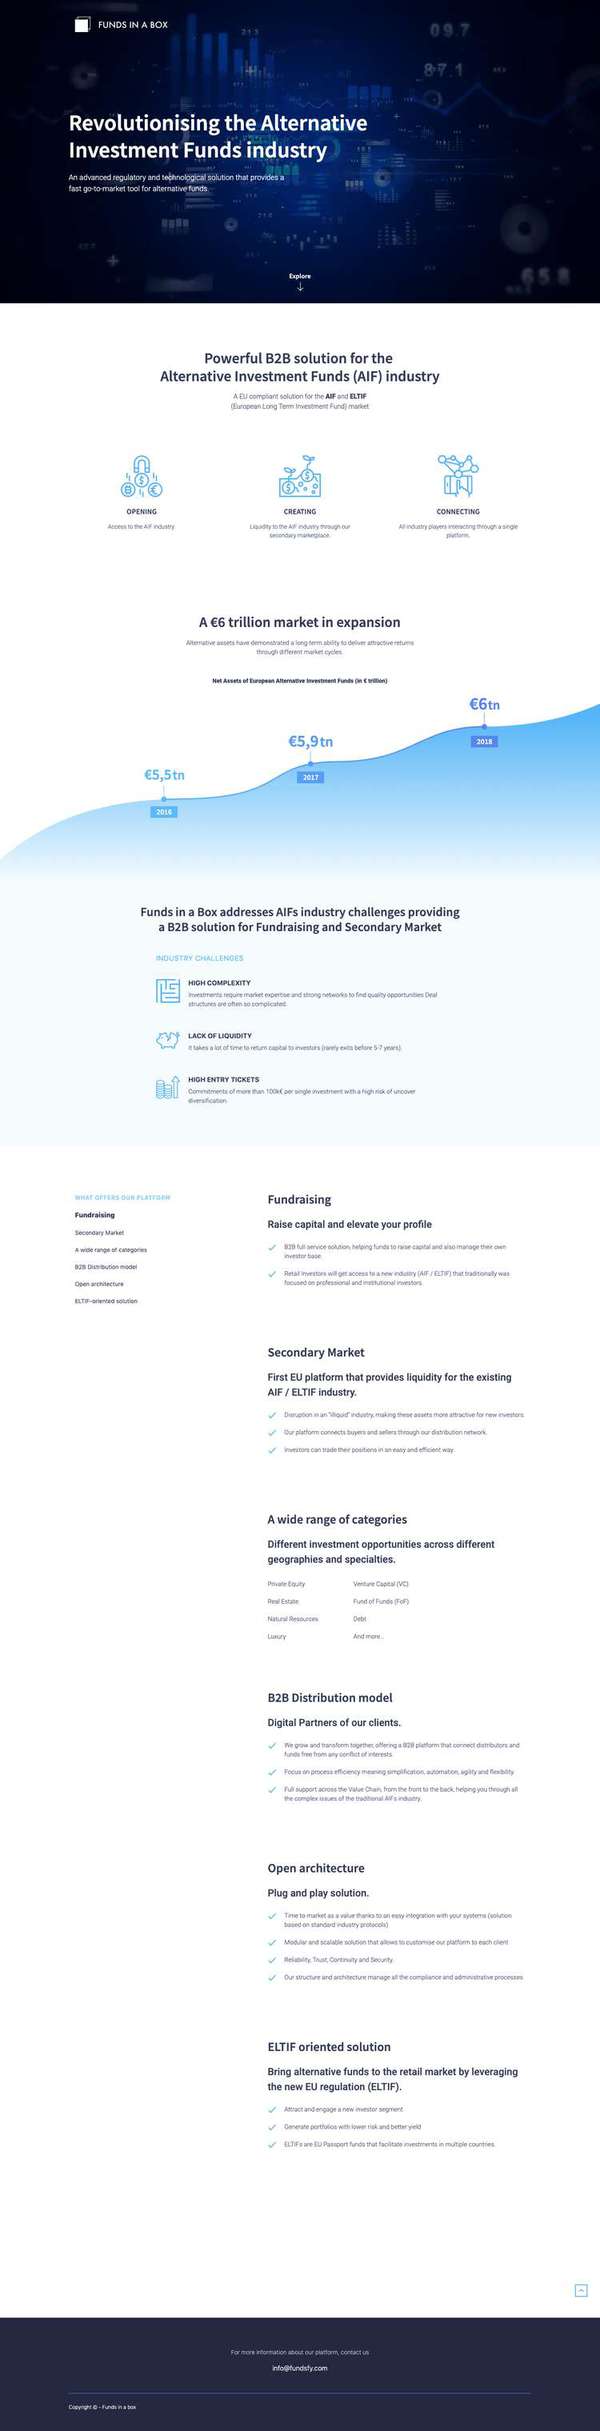 FUNDS IN A BOX
21.3
09.7
87.1
Revolutionising the Alternative
Investment Funds industry
An advanced regulatory and technological solution that provides a
fast go-to-market tool for alternative funds.
65.8
Explore
Powerful B2B solution for the
Alternative Investment Funds (AIF) industry
A EU compliant solution for the AIF and ELTIF
(European Long Term Investment Fund) market
OPENING
Access to the AIF industry
CREATING
Liquidity to the AIF industry through our
secondary marketplace.
CONNECTING
All industry players interacting through a single
platform.
A €6 trillion market in expansion
Alternative assets have demonstrated a long term ability to deliver attractive returns
through different market cycles.
Net Assets of European Alternative Investment Funds (in € trillion)
€6tn
2018
€5,9tn
2017
€5,5tn
2016
Funds in a Box addresses AIFs industry challenges providing
a B2B solution for Fundraising and Secondary Market
INDUSTRY CHALLENGES
HIGH COMPLEXITY
Investments require market expertise and strong networks to find quality opportunities Deal
structures are often so complicated.
LACK OF LIQUIDITY
It takes a lot of time to return capital to investors (rarely exits before 5-7 years).
HIGH ENTRY TICKETS
Commitments of more than 100k€ per single investment with a high risk of uncover
diversification.
WHAT OFFERS OUR PLATFORM
Fundraising
Secondary Market
A wide range of categories
B2B Distribution model
Open architecture
ELTIF-oriented solution
Fundraising
Raise capital and elevate your profile
B2B full service solution, helping funds to raise capital and also manage their own
investor base.
Retail Investors will get access to a new industry (AIF / ELTIF) that traditionally was
focused on professional and institutional investors.
Secondary Market
First EU platform that provides liquidity for the existing
AIF / ELTIF industry.
Disruption in an "illiquid" industry, making these assets more attractive for new investors.
Our platform connects buyers and sellers through our distribution network.
Investors can trade their positions in an easy and efficient way.
A wide range of categories
Different investment opportunities across different
geographies and specialties.
Private Equity
Venture Capital (VC)
Real Estate
Fund of Funds (FoF)
Natural Resources
Debt
Luxury
And more...
B2B Distribution model
Digital Partners of our clients.
We grow and transform together, offering a B2B platform that connect distributors and
funds free from any conflict of interests.
Focus on process efficiency meaning simplification, automation, agility and flexibility.
Full support across the Value Chain, from the front to the back, helping you through all
the complex issues of the traditional AIFs industry.
Open architecture
Plug and play solution.
Time to market as a value thanks to an easy integration with your systems (solution
based on standard industry protocols)
Modular and scalable solution that allows to customise our platform to each client
Reliability, Trust, Continuity and Security.
Our structure and architecture manage all the compliance and administrative processes
ELTIF oriented solution
Bring alternative funds to the retail market by leveraging
the new EU regulation (ELTIF).
Attract and engage a new investor segment
Generate portfolios with lower risk and better yield
ELTIFs are EU Passport funds that facilitate investments in multiple countries.
For more information about our platform, contact us
info@fundsfy.com
Copyright © - Funds in a box